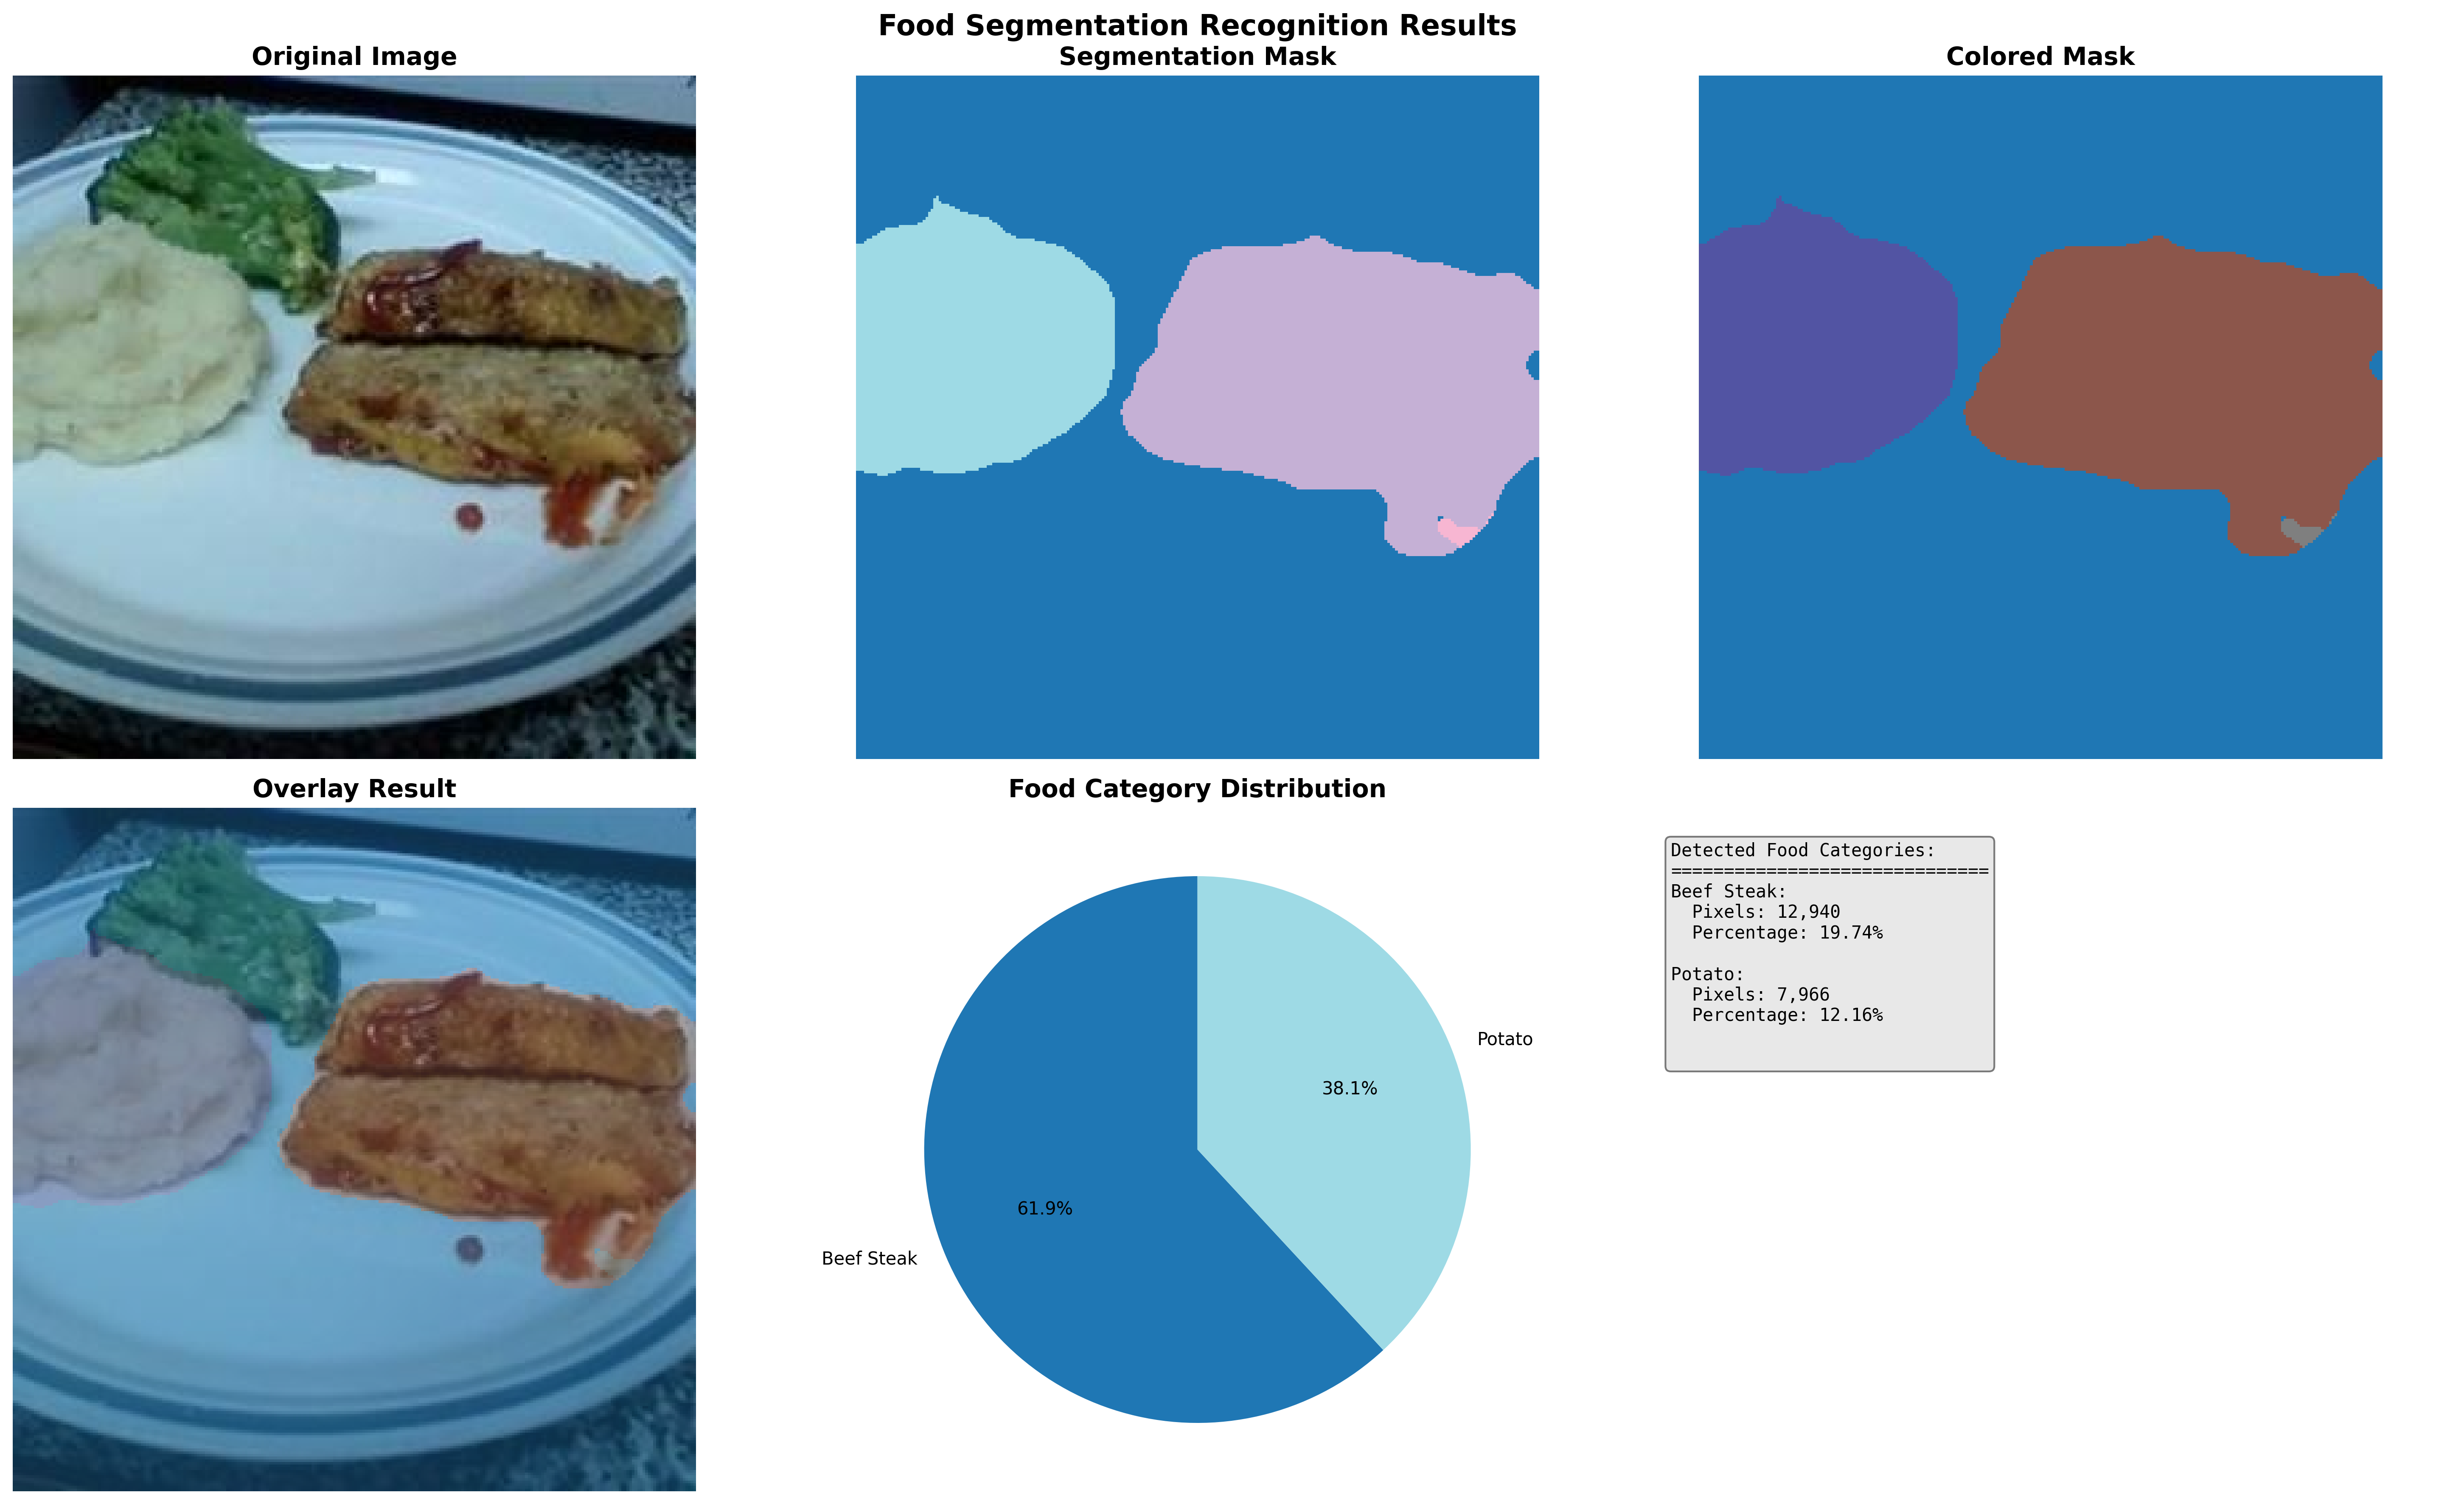 Food Segmentation Recognition Results
Original Image
Segmentation Mask
Colored Mask
Overlay Result
Food Category Distribution
Potato
38.1%
61.9%
Beef Steak
Detected Food Categories:
==============================
Beef Steak:
Pixels: 12,940
Percentage: 19.74%
Potato:
Pixels: 7,966
Percentage: 12.16%